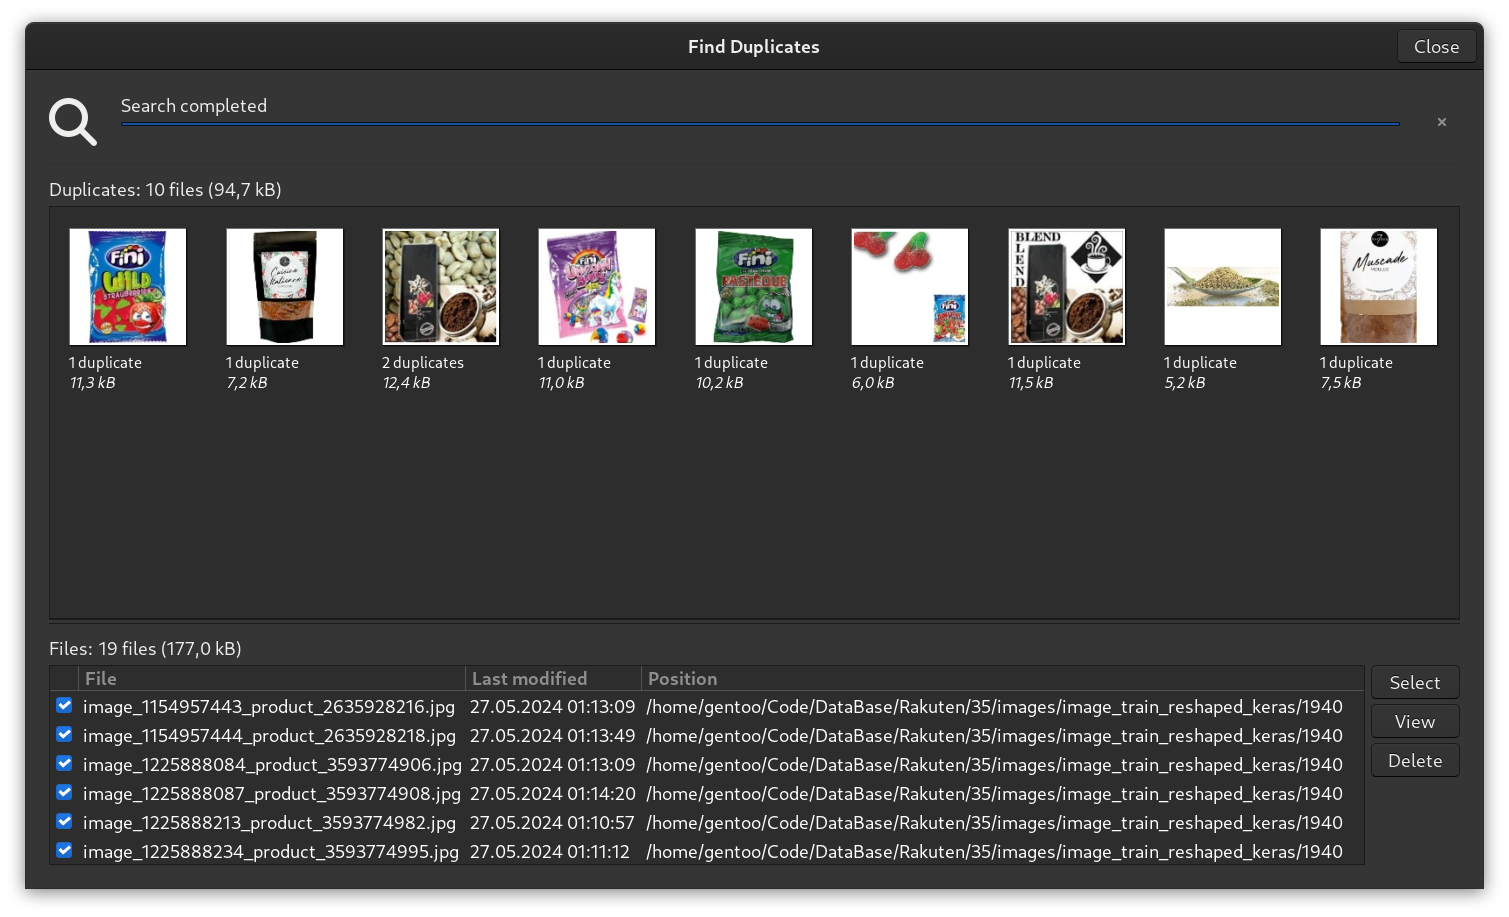 Find Duplicates
Close
Search completed
Duplicates: 10 files (94,7 kB)
Fini
WILD
STRAWBERRIES
Cuisine
Italienne
Fini
Fini
PASTÈQUE
Fini
BLEND
BLEND
Muscade
MOULUE
1 duplicate
11,3 kB
1 duplicate
7,2 kB
2 duplicates
12,4 kB
1 duplicate
11,0 kB
1 duplicate
10,2 kB
1 duplicate
6,0 kB
1 duplicate
11,5 kB
1 duplicate
5,2 kB
1 duplicate
7,5 kB
Files: 19 files (177,0 kB)
File Last modified Position
image_1154957443_product_2635928216.jpg 27.05.2024 01:13:09 /home/gentoo/Code/DataBase/Rakuten/35/images/image_train_reshaped_keras/1940
image_1154957444_product_2635928218.jpg 27.05.2024 01:13:49 /home/gentoo/Code/DataBase/Rakuten/35/images/image_train_reshaped_keras/1940
image_1225888084_product_3593774906.jpg 27.05.2024 01:13:09 /home/gentoo/Code/DataBase/Rakuten/35/images/image_train_reshaped_keras/1940
image_1225888087_product_3593774908.jpg 27.05.2024 01:14:20 /home/gentoo/Code/DataBase/Rakuten/35/images/image_train_reshaped_keras/1940
image_1225888213_product_3593774982.jpg 27.05.2024 01:10:57 /home/gentoo/Code/DataBase/Rakuten/35/images/image_train_reshaped_keras/1940
image_1225888234_product_3593774995.jpg 27.05.2024 01:11:12 /home/gentoo/Code/DataBase/Rakuten/35/images/image_train_reshaped_keras/1940
Select
View
Delete